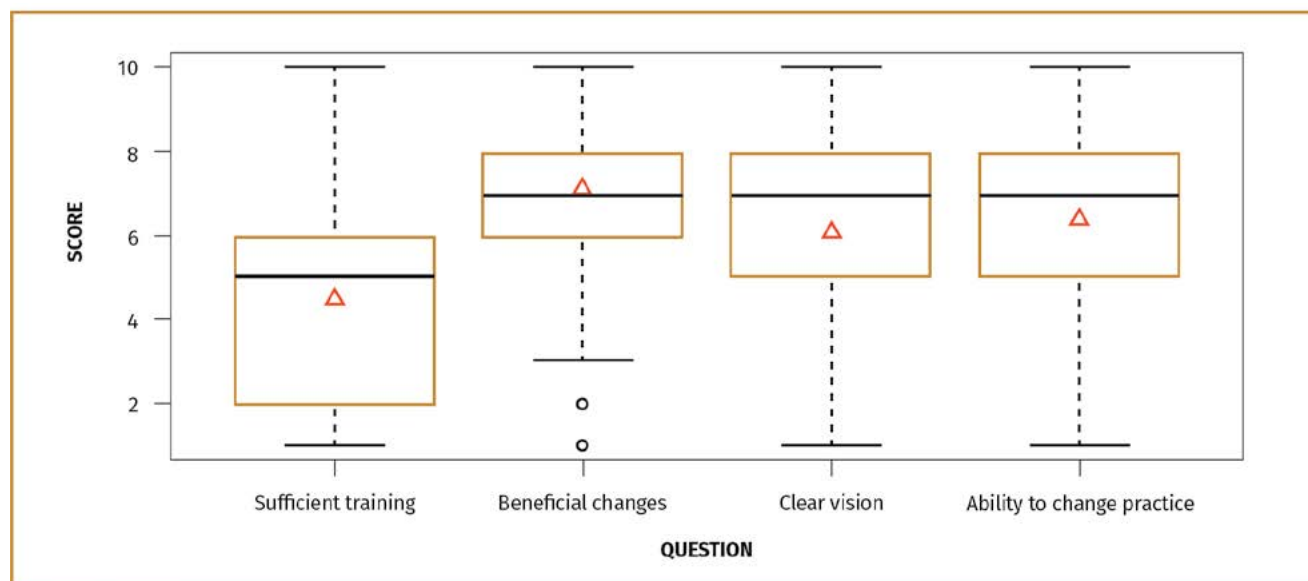 10
8
6
4
2
SCORE
Sufficient training
Beneficial changes
Clear vision
Ability to change practice
QUESTION